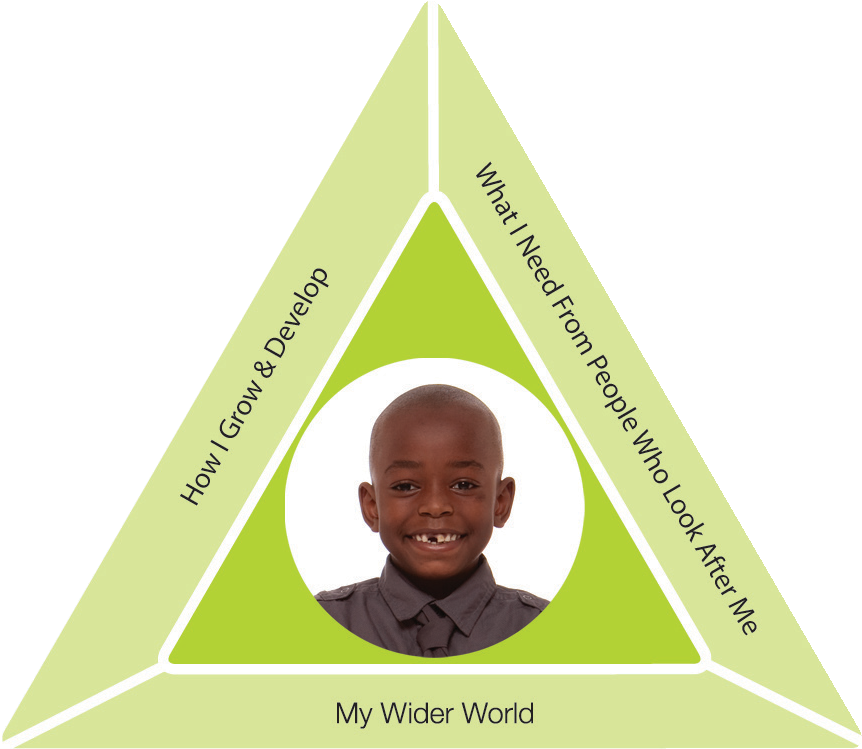 How I Grow & Develop
What I Need From People Who Look After Me
My Wider World